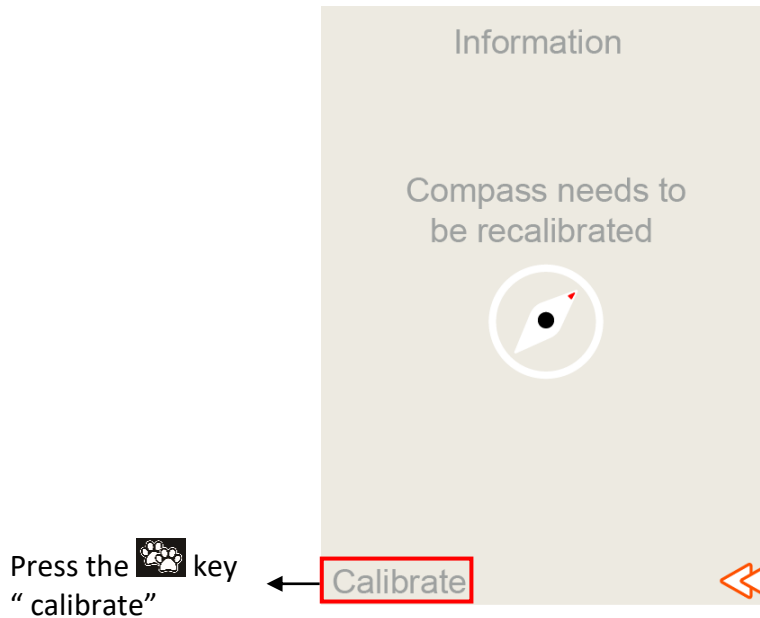 Information
Compass needs to
be recalibrated
Press the key
“ calibrate”
Calibrate